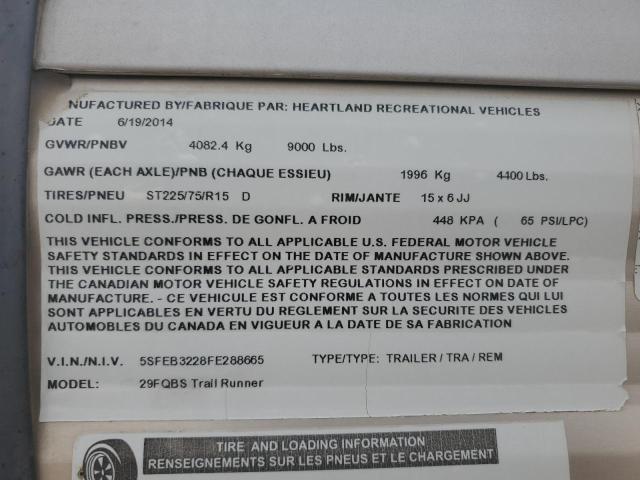 NUFACTURED BY/FABRIQUE PAR: HEARTLAND RECREATIONAL VEHICLES
DATE 6/19/2014
GVWR/PNBV 4082.4 Kg 9000 Lbs.
GAWR (EACH AXLE)/PNB (CHAQUE ESSIEU) 1996 Kg 4400 Lbs.
TIRES/PNEU ST225/75/R15 D RIM/JANTE 15 x 6 JJ
COLD INFL. PRESS./PRESS. DE GONFL. A FROID 448 KPA ( 65 PSI/LPC)
THIS VEHICLE CONFORMS TO ALL APPLICABLE U.S. FEDERAL MOTOR VEHICLE
SAFETY STANDARDS IN EFFECT ON THE DATE OF MANUFACTURE SHOWN ABOVE.
THIS VEHICLE CONFORMS TO ALL APPLICABLE STANDARDS PRESCRIBED UNDER
THE CANADIAN MOTOR VEHICLE SAFETY REGULATIONS IN EFFECT ON DATE OF
MANUFACTURE. - CE VEHICULE EST CONFORME A TOUTES LES NORMES QUI LUI
SONT APPLICABLES EN VERTU DU REGLEMENT SUR LA SECURITE DES VEHICLES
AUTOMOBILES DU CANADA EN VIGUEUR A LA DATE DE SA FABRICATION
V.I.N./N.I.V. 5SFEB3228FE288665 TYPE/TYPE: TRAILER / TRA / REM
MODEL: 29FQBS Trail Runner
TIRE AND LOADING INFORMATION
RENSEIGNEMENTS SUR LES PNEUS ET LE CHARGEMENT